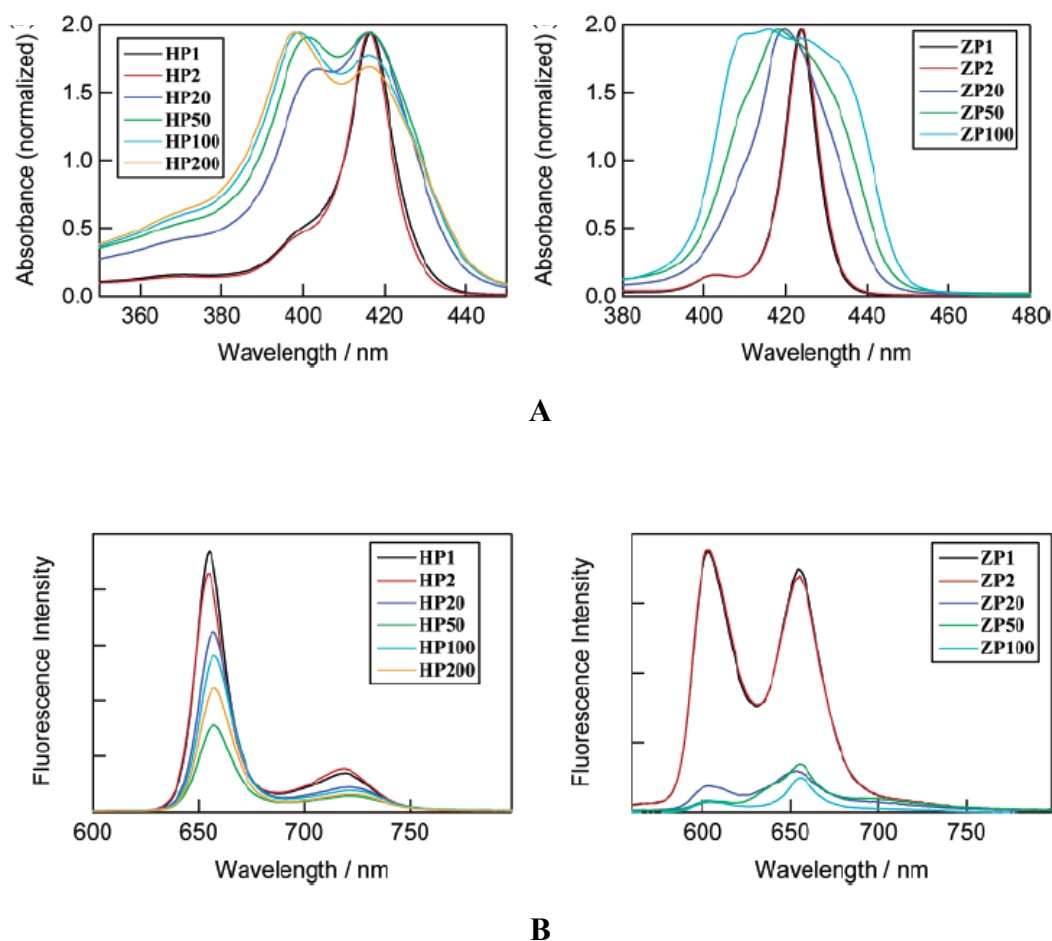 2.0
1.5
1.0
0.5
0.0
Absorbance (normalized)
HP1
HP2
HP20
HP50
HP100
HP200
360 380 400 420 440
Wavelength / nm
2.0
1.5
1.0
0.5
0.0
Absorbance (normalized)
ZP1
ZP2
ZP20
ZP50
ZP100
380 400 420 440 460 480
Wavelength / nm
A
Fluorescence Intensity
HP1
HP2
HP20
HP50
HP100
HP200
600 650 700 750
Wavelength / nm
Fluorescence Intensity
ZP1
ZP2
ZP20
ZP50
ZP100
600 650 700 750
Wavelength / nm
B